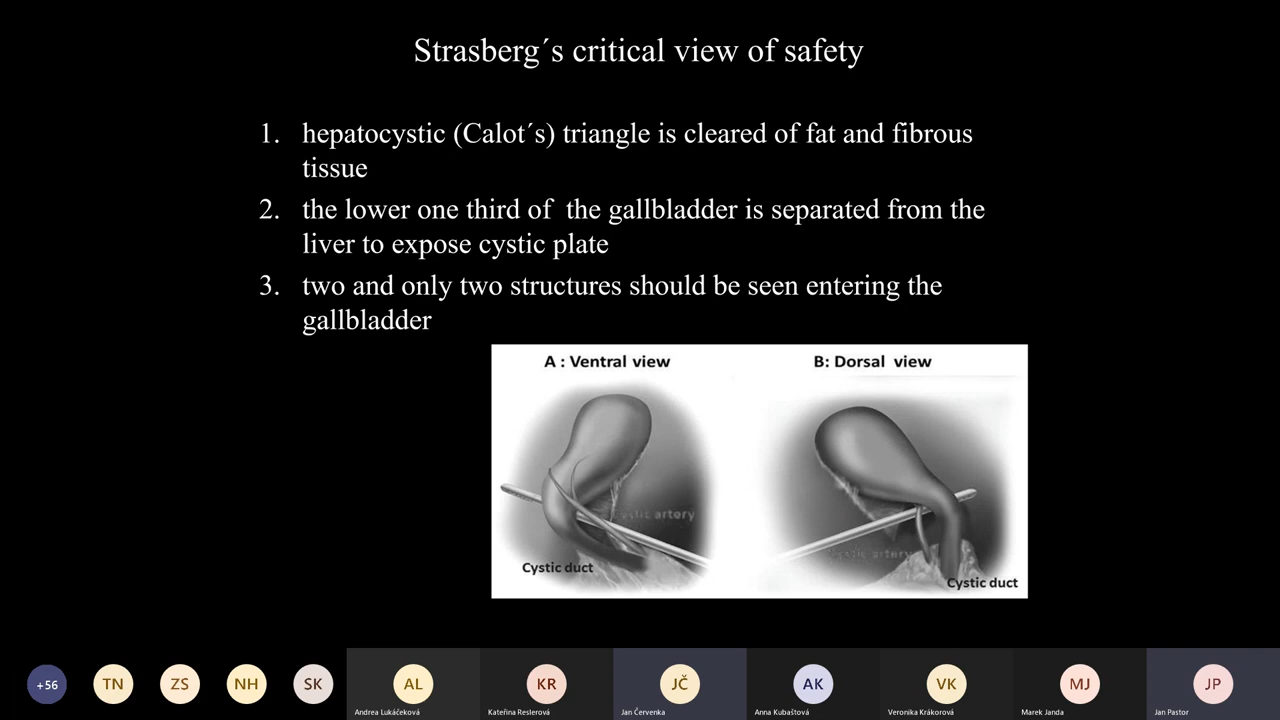 Strasberg´s critical view of safety
1. hepatocystic (Calot´s) triangle is cleared of fat and fibrous
tissue
2. the lower one third of  the gallbladder is separated from the
liver to expose cystic plate
3. two and only two structures should be seen entering the
gallbladder
A : Ventral view
B: Dorsal view
Cystic artery
Cystic duct
Cystic artery
Cystic duct
+56
TN
ZS
NH
SK
AL
KR
JČ
AK
VK
MJ
JP
Andrea Lukáčeková
Kateřina Reslerová
Jan Červenka
Anna Kubaštová
Veronika Krákorová
Marek Janda
Jan Pastor